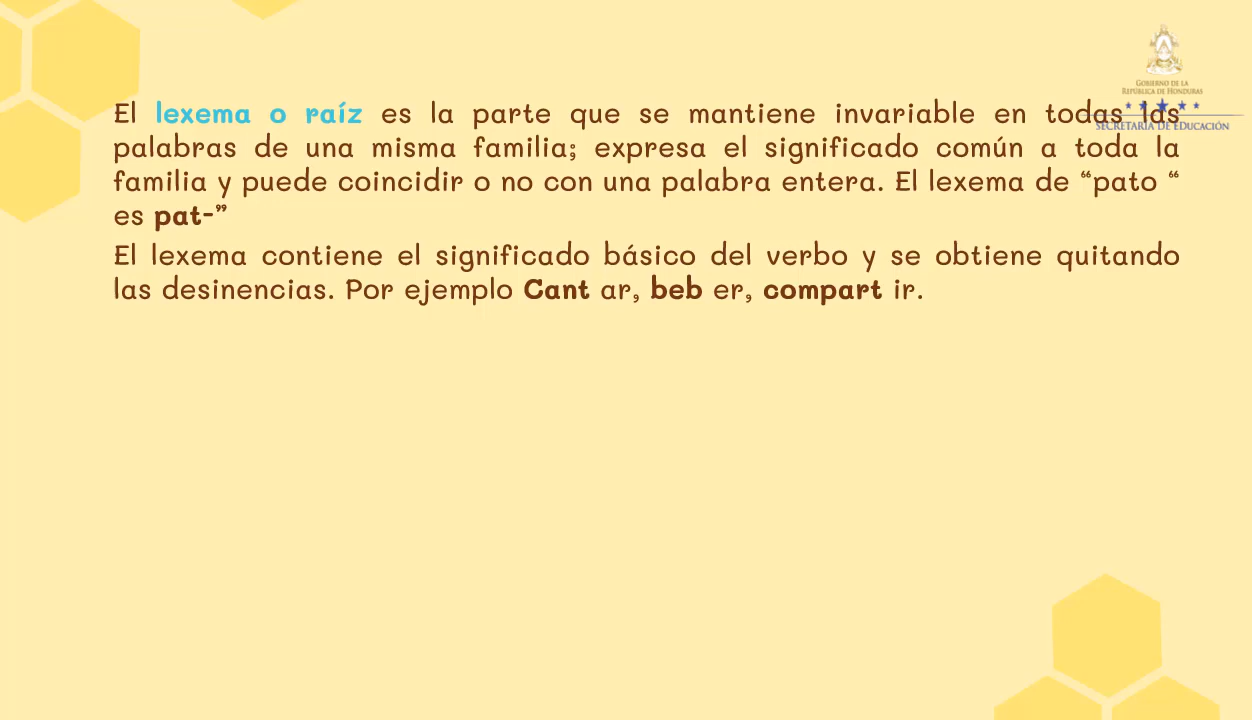 GOBIERNO DE LA
REPÚBLICA DE HONDURAS
SECRETARÍA DE EDUCACIÓN
El lexema o raíz es la parte que se mantiene invariable en todas las
palabras de una misma familia; expresa el significado común a toda la
familia y puede coincidir o no con una palabra entera. El lexema de “pato “
es pat-”
El lexema contiene el significado básico del verbo y se obtiene quitando
las desinencias. Por ejemplo Cant ar, beb er, compart ir.